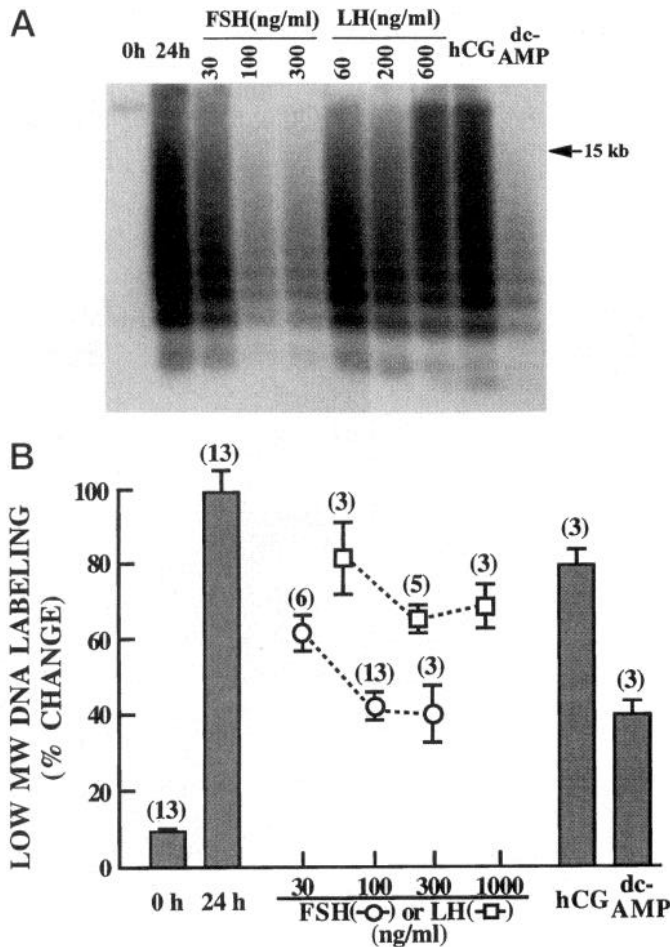 A
FSH(ng/ml) LH(ng/ml) dc-
0h 24h 30 100 300 60 200 600 hCG AMP
15 kb
B
LOW MW DNA LABELING
(% CHANGE)
100
80
60
40
20
0
(13)
(13)
(6)
(13)
(3)
(3)
(5)
(3)
(3)
(3)
0 h 24 h 30 100 300 1000 hCG dc-
AMP
FSH(-○-) or LH(-□-)
(ng/ml)